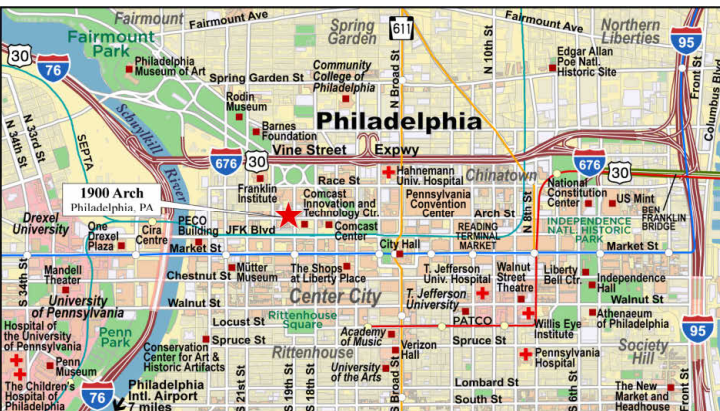 Fairmount
Fairmount Ave
Spring
Garden
611
Fairmount Ave
Northern
Liberties
Fairmount
Park
30
76
Philadelphia
Museum of Art
Spring Garden St
Community
College of
Philadelphia
N Broad St
N 10th St
Edgar Allan
Poe Natl.
Historic Site
95
Front St
Columbus Blvd
N 34th St
N 33rd St
SEPTA
Schuylkill River
Rodin
Museum
Barnes
Foundation
Philadelphia
Vine Street
Expwy
676
30
Franklin
Institute
Race St
Hahnemann
Univ. Hospital
Chinatown
676
30
1900 Arch
Philadelphia, PA
Comcast
Innovation and
Technology Ctr.
Pennsylvania
Convention
Center
National
Constitution
Center
US Mint
BEN
FRANKLIN
BRIDGE
Drexel
University
One
Drexel
Plaza
Cira
Centre
PECO
Building
JFK Blvd
Comcast
Center
Arch St
READING
TERMINAL
MARKET
N 8th St
INDEPENDENCE
NATL. HISTORIC
PARK
Market St
City Hall
Market St
S 34th St
Mandell
Theater
Chestnut St
Mütter
Museum
The Shops
at Liberty Place
T. Jefferson
Univ. Hospital
Walnut
Street
Theatre
Liberty
Bell Ctr.
Independence
Hall
University
of Pennsylvania
Walnut St
Center City
T. Jefferson
University
Walnut St
Hospital of
the University
of Pennsylvania
Penn
Park
Locust St
Rittenhouse
Square
PATCO
Willis Eye
Institute
Athenaeum
of Philadelphia
95
Spruce St
Academy
of Music
Verizon
Hall
Spruce St
Society
Hill
Penn
Museum
Conservation
Center for Art &
Historic Artifacts
Rittenhouse
Pennsylvania
Hospital
The Children's
Hospital of
Philadelphia
76
Philadelphia
Intl. Airport
7 miles
S 21st St
S 19th St
S 18th St
University
of the Arts
S Broad St
Lombard St
South St
6th St
The New
Market and
Headhouse
Front St